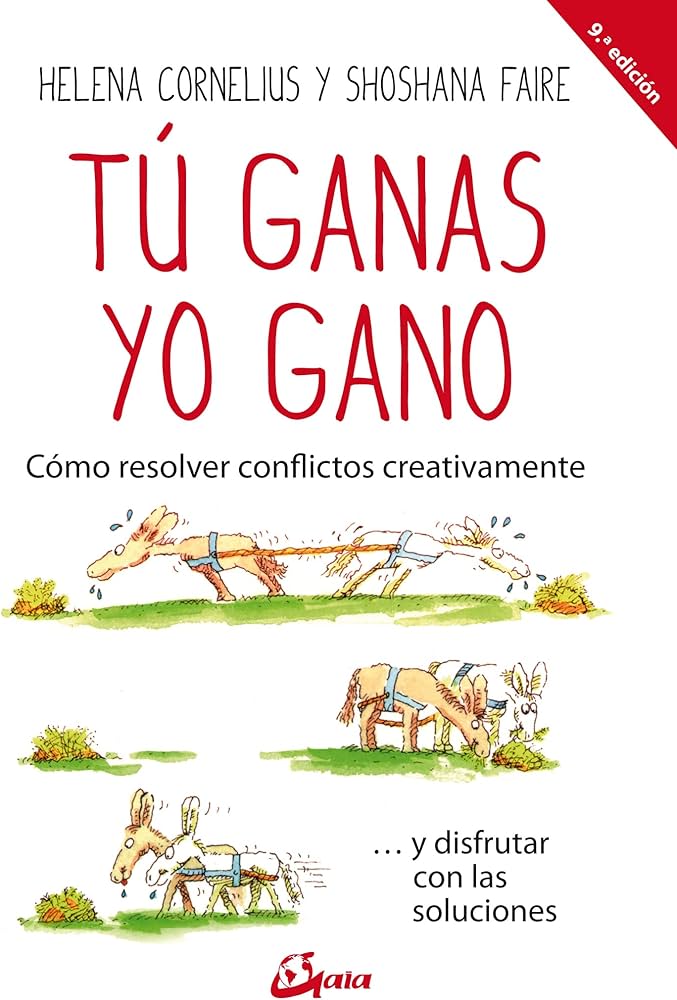 9.ª edición
HELENA CORNELIUS Y SHOSHANA FAIRE
TÚ GANAS
YO GANO
Cómo resolver conflictos creativamente
... y disfrutar
con las
soluciones
Gaia